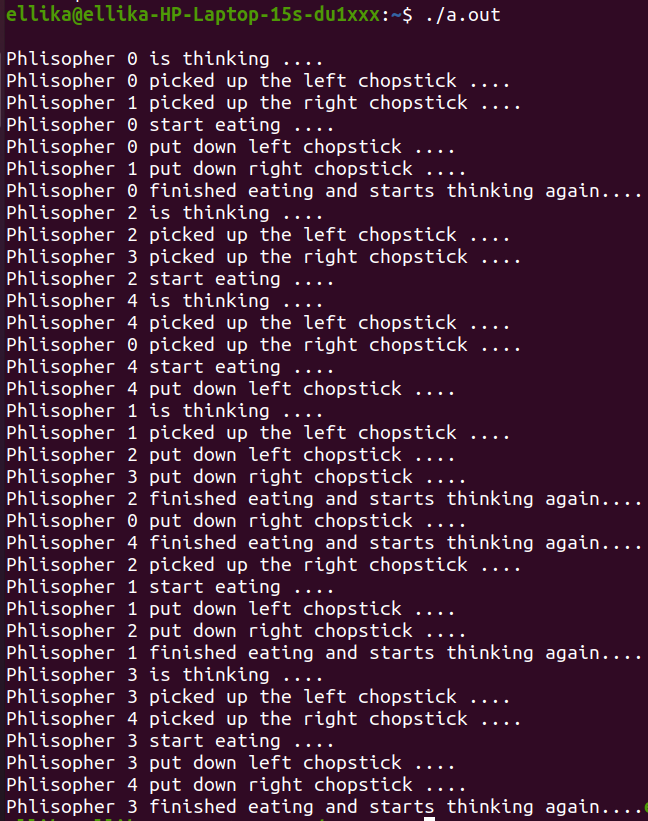 ellika@ellika-HP-Laptop-15s-du1xxx:~$ ./a.out
Phlisopher 0 is thinking ....
Phlisopher 0 picked up the left chopstick ....
Phlisopher 1 picked up the right chopstick ....
Phlisopher 0 start eating ....
Phlisopher 0 put down left chopstick ....
Phlisopher 1 put down right chopstick ....
Phlisopher 0 finished eating and starts thinking again....
Phlisopher 2 is thinking ....
Phlisopher 2 picked up the left chopstick ....
Phlisopher 3 picked up the right chopstick ....
Phlisopher 2 start eating ....
Phlisopher 4 is thinking ....
Phlisopher 4 picked up the left chopstick ....
Phlisopher 0 picked up the right chopstick ....
Phlisopher 4 start eating ....
Phlisopher 4 put down left chopstick ....
Phlisopher 1 is thinking ....
Phlisopher 1 picked up the left chopstick ....
Phlisopher 2 put down left chopstick ....
Phlisopher 3 put down right chopstick ....
Phlisopher 2 finished eating and starts thinking again....
Phlisopher 0 put down right chopstick ....
Phlisopher 4 finished eating and starts thinking again....
Phlisopher 2 picked up the right chopstick ....
Phlisopher 1 start eating ....
Phlisopher 1 put down left chopstick ....
Phlisopher 2 put down right chopstick ....
Phlisopher 1 finished eating and starts thinking again....
Phlisopher 3 is thinking ....
Phlisopher 3 picked up the left chopstick ....
Phlisopher 4 picked up the right chopstick ....
Phlisopher 3 start eating ....
Phlisopher 3 put down left chopstick ....
Phlisopher 4 put down right chopstick ....
Phlisopher 3 finished eating and starts thinking again....